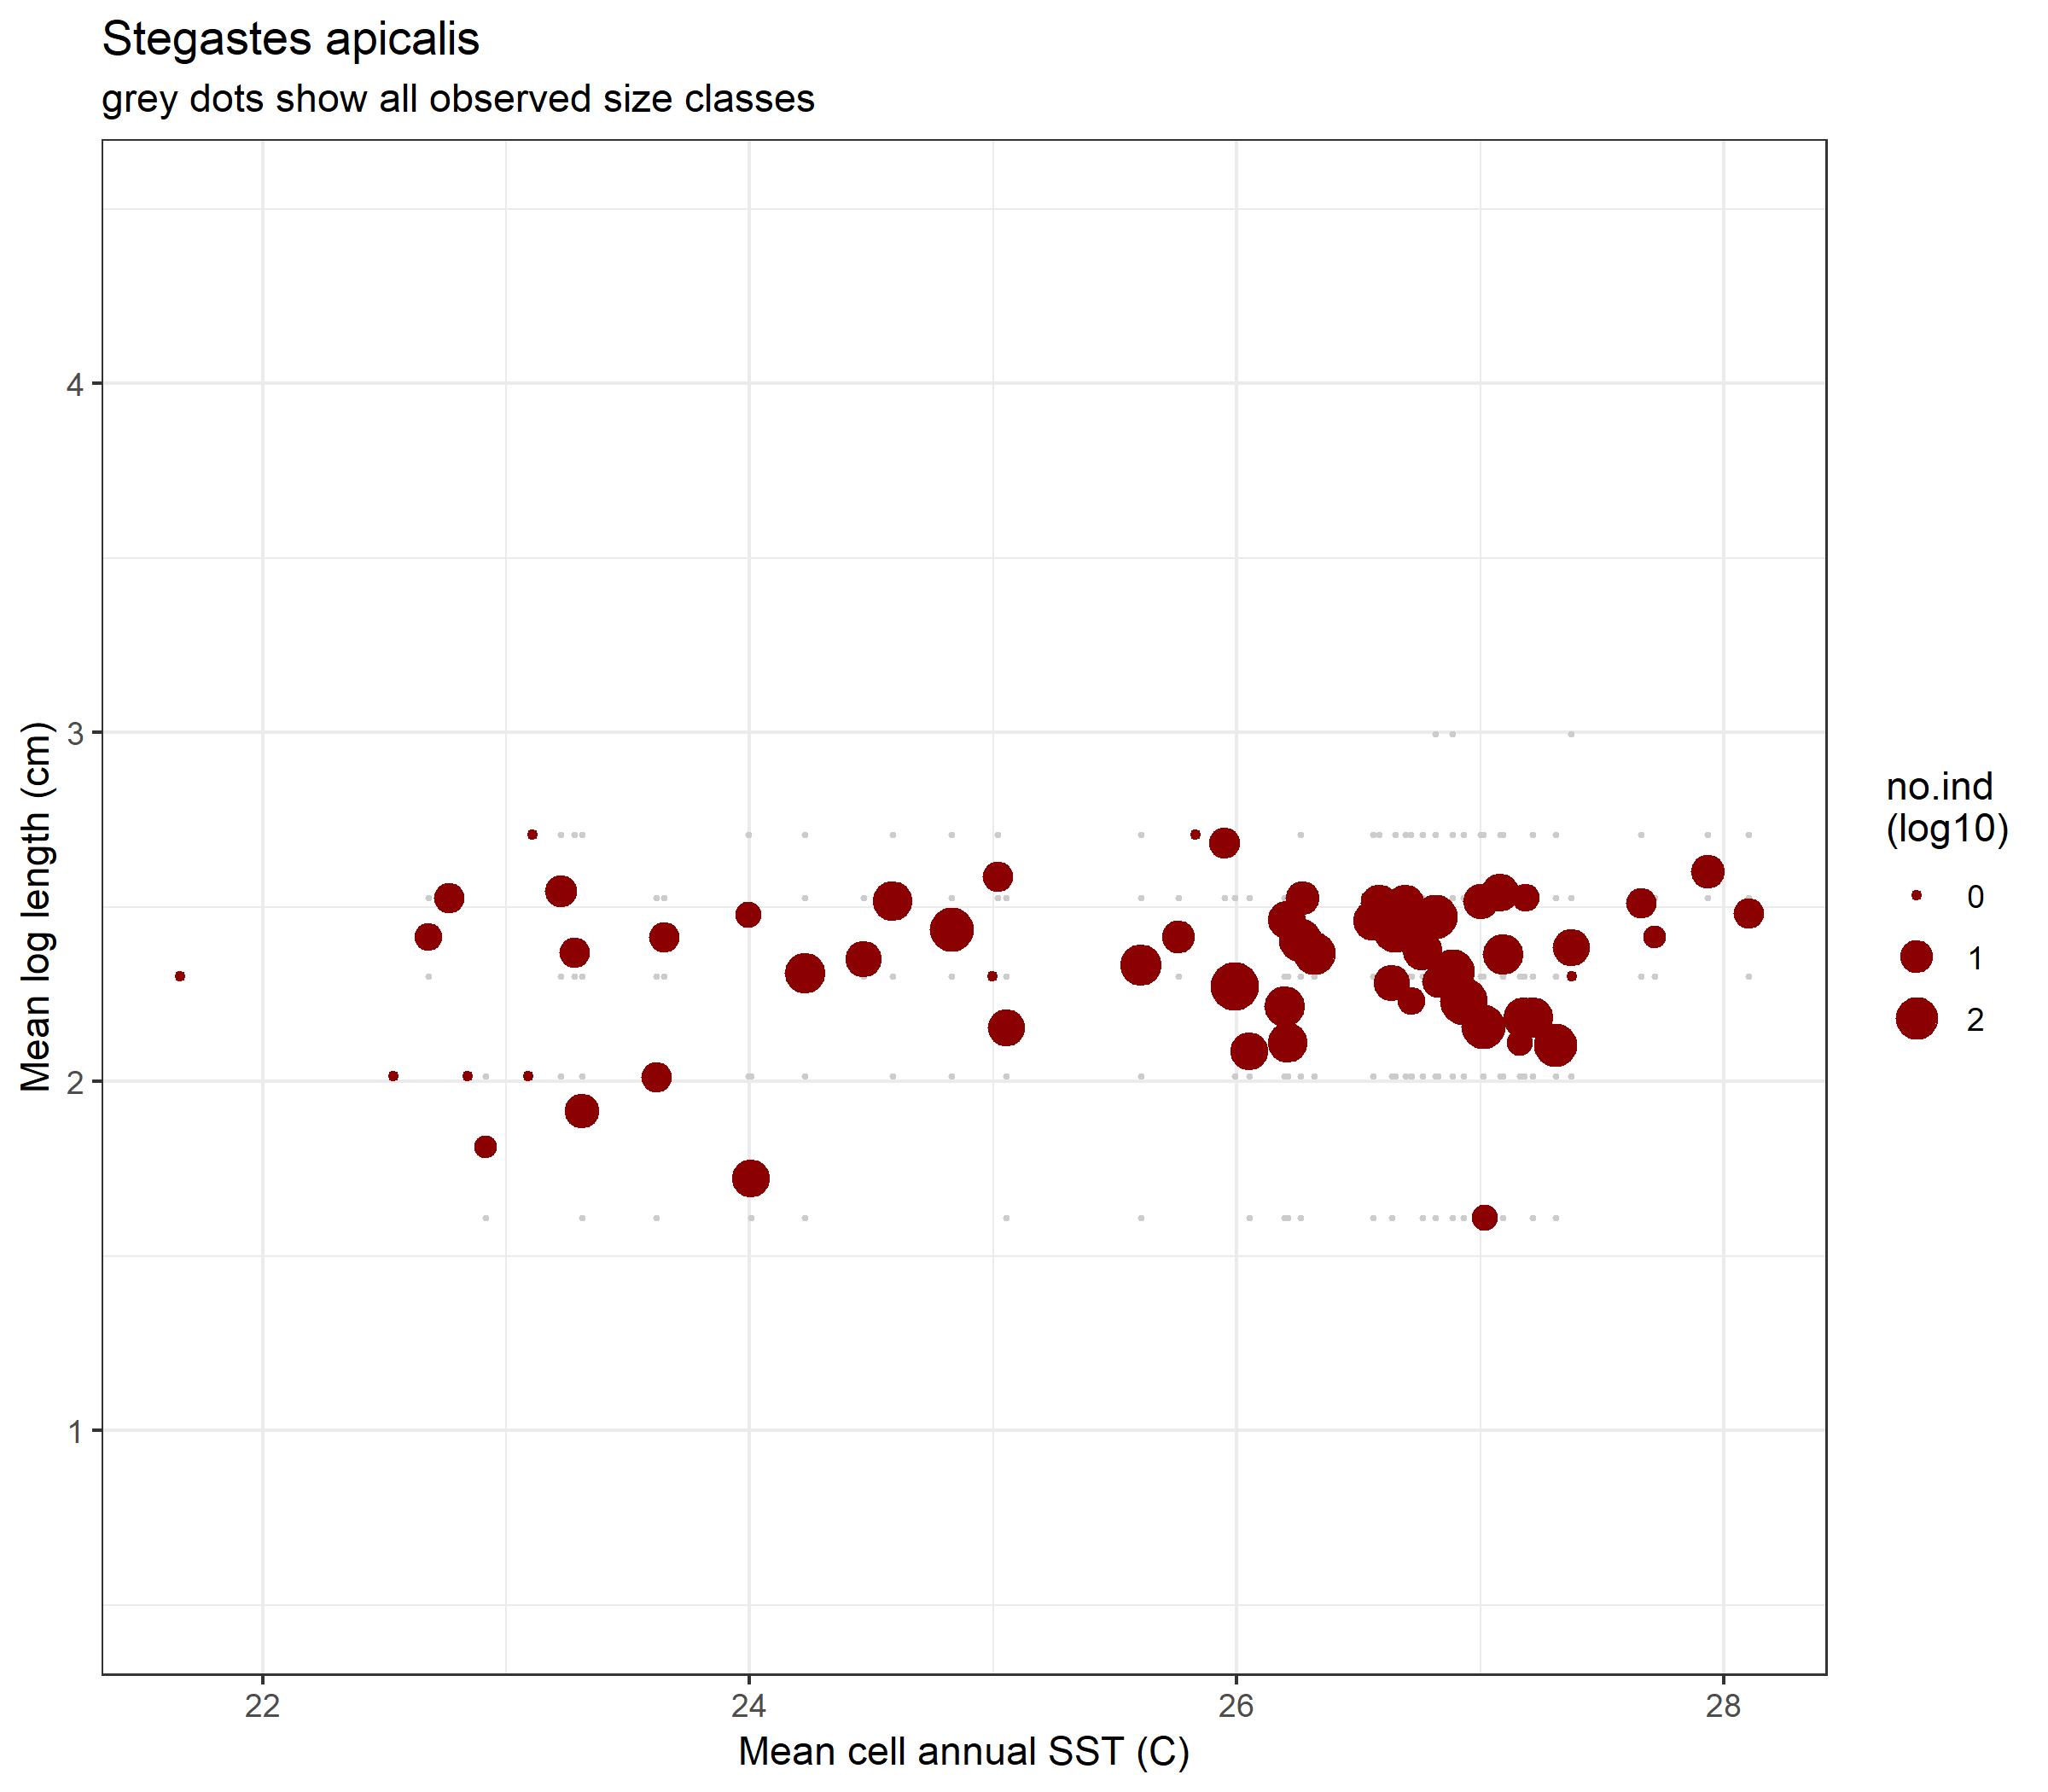 Stegastes apicalis
grey dots show all observed size classes
Mean log length (cm)
4
3
2
1
22
24
26
28
Mean cell annual SST (C)
no.ind
(log10)
0
1
2